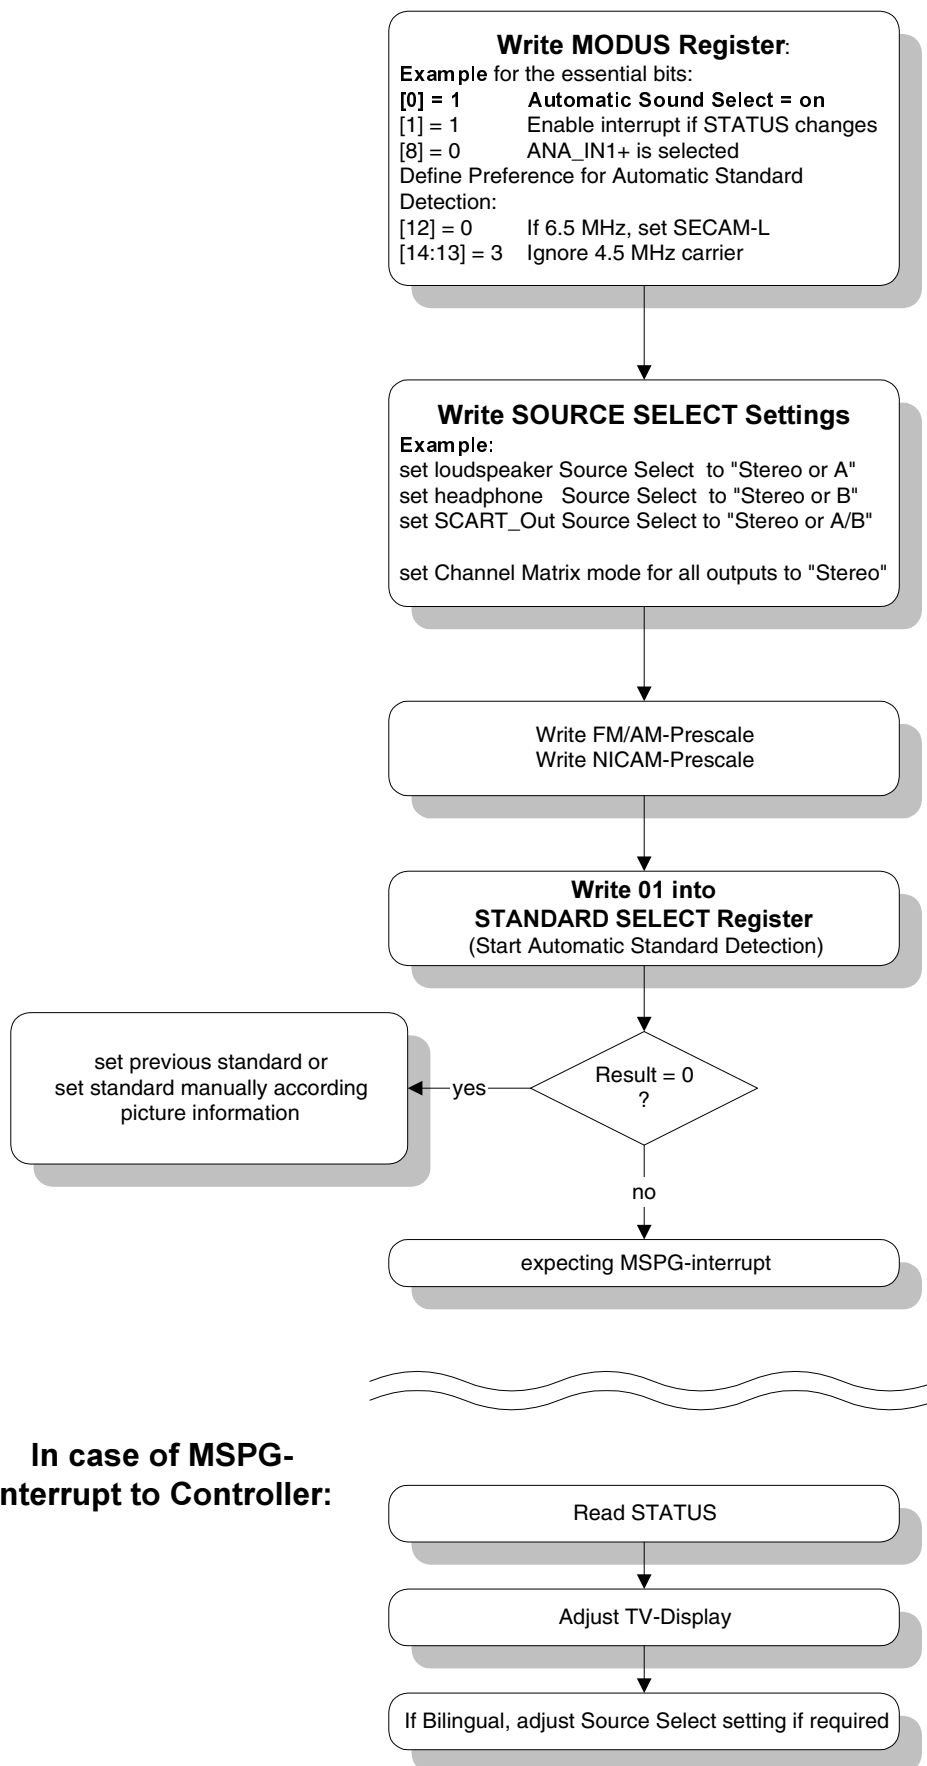 Write MODUS Register:
Example for the essential bits:
[0] = 1 Automatic Sound Select = on
[1] = 1 Enable interrupt if STATUS changes
[8] = 0 ANA_IN1+ is selected
Define Preference for Automatic Standard
Detection:
[12] = 0 If 6.5 MHz, set SECAM-L
[14:13] = 3 Ignore 4.5 MHz carrier
Write SOURCE SELECT Settings
Example:
set loudspeaker Source Select to "Stereo or A"
set headphone Source Select to "Stereo or B"
set SCART_Out Source Select to "Stereo or A/B"
set Channel Matrix mode for all outputs to "Stereo"
Write FM/AM-Prescale
Write NICAM-Prescale
Write 01 into
STANDARD SELECT Register
(Start Automatic Standard Detection)
set previous standard or
set standard manually according
picture information
yes
Result = 0
?
no
expecting MSPG-interrupt
In case of MSPG-
nterrupt to Controller:
Read STATUS
Adjust TV-Display
If Bilingual, adjust Source Select setting if required